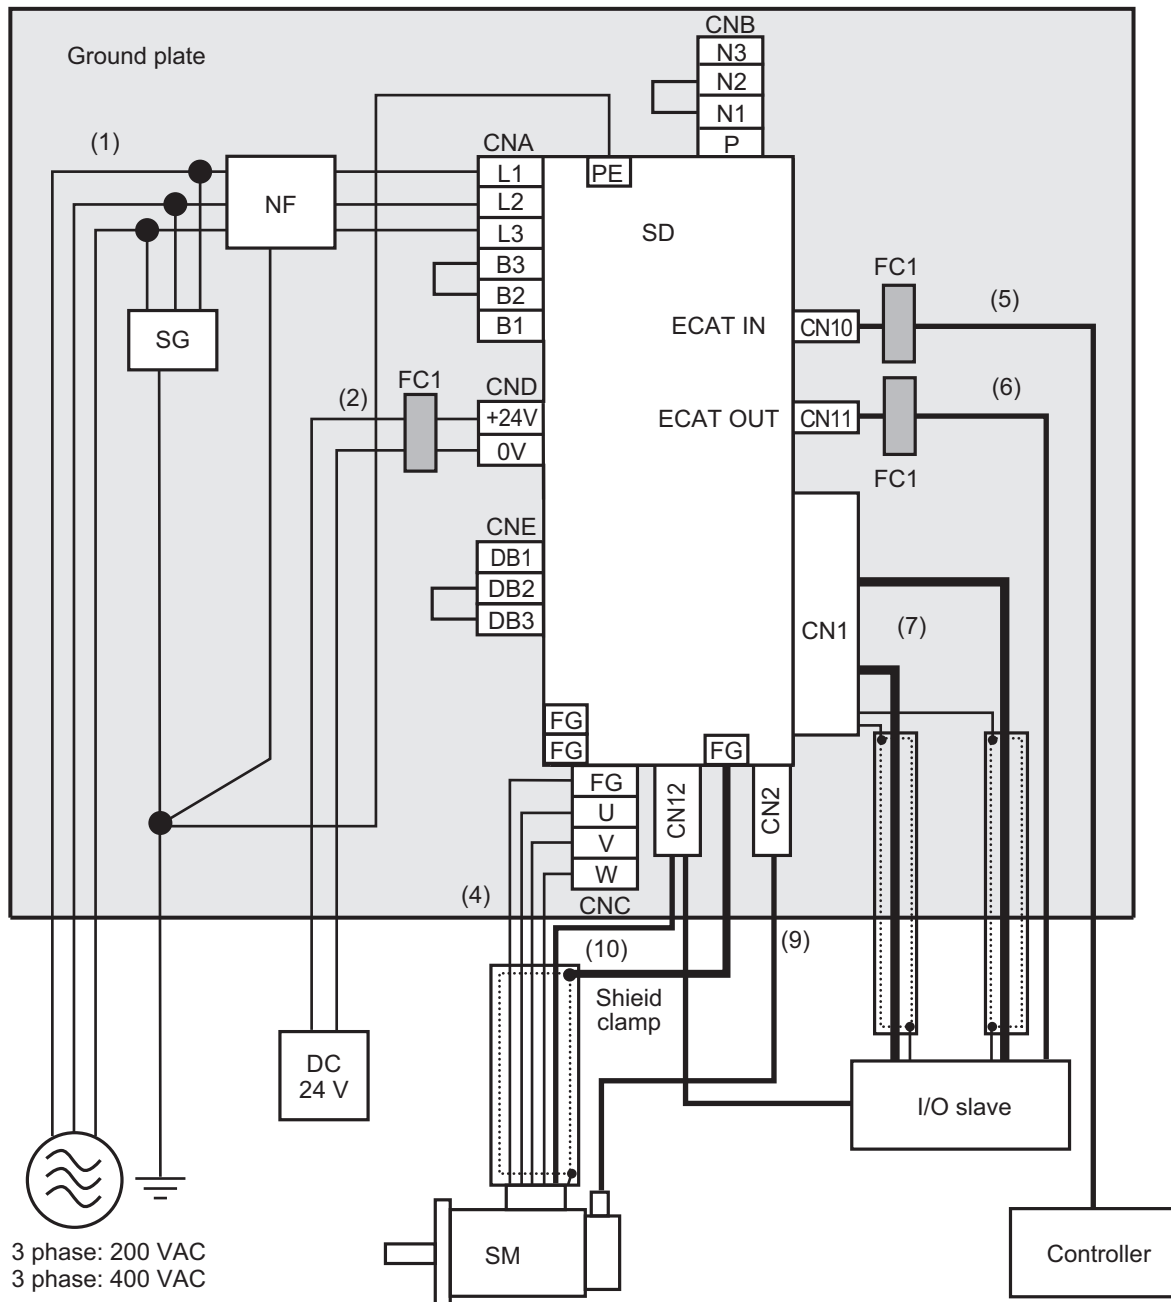 Ground plate
CNB
N3
N2
N1
P
(1)
CNA
L1
L2
L3
B3
B2
B1
PE
NF
SD
SG
FC1
(5)
ECAT IN
CN10
(2)
FC1
CND
+24V
0V
(6)
ECAT OUT
CN11
FC1
CNE
DB1
DB2
DB3
CN1
(7)
FG
FG
FG
FG
U
V
W
CN12
CN2
(4)
CNC
(10)
(9)
Shieid
clamp
DC
24 V
I/O slave
SM
Controller
3 phase: 200 VAC
3 phase: 400 VAC